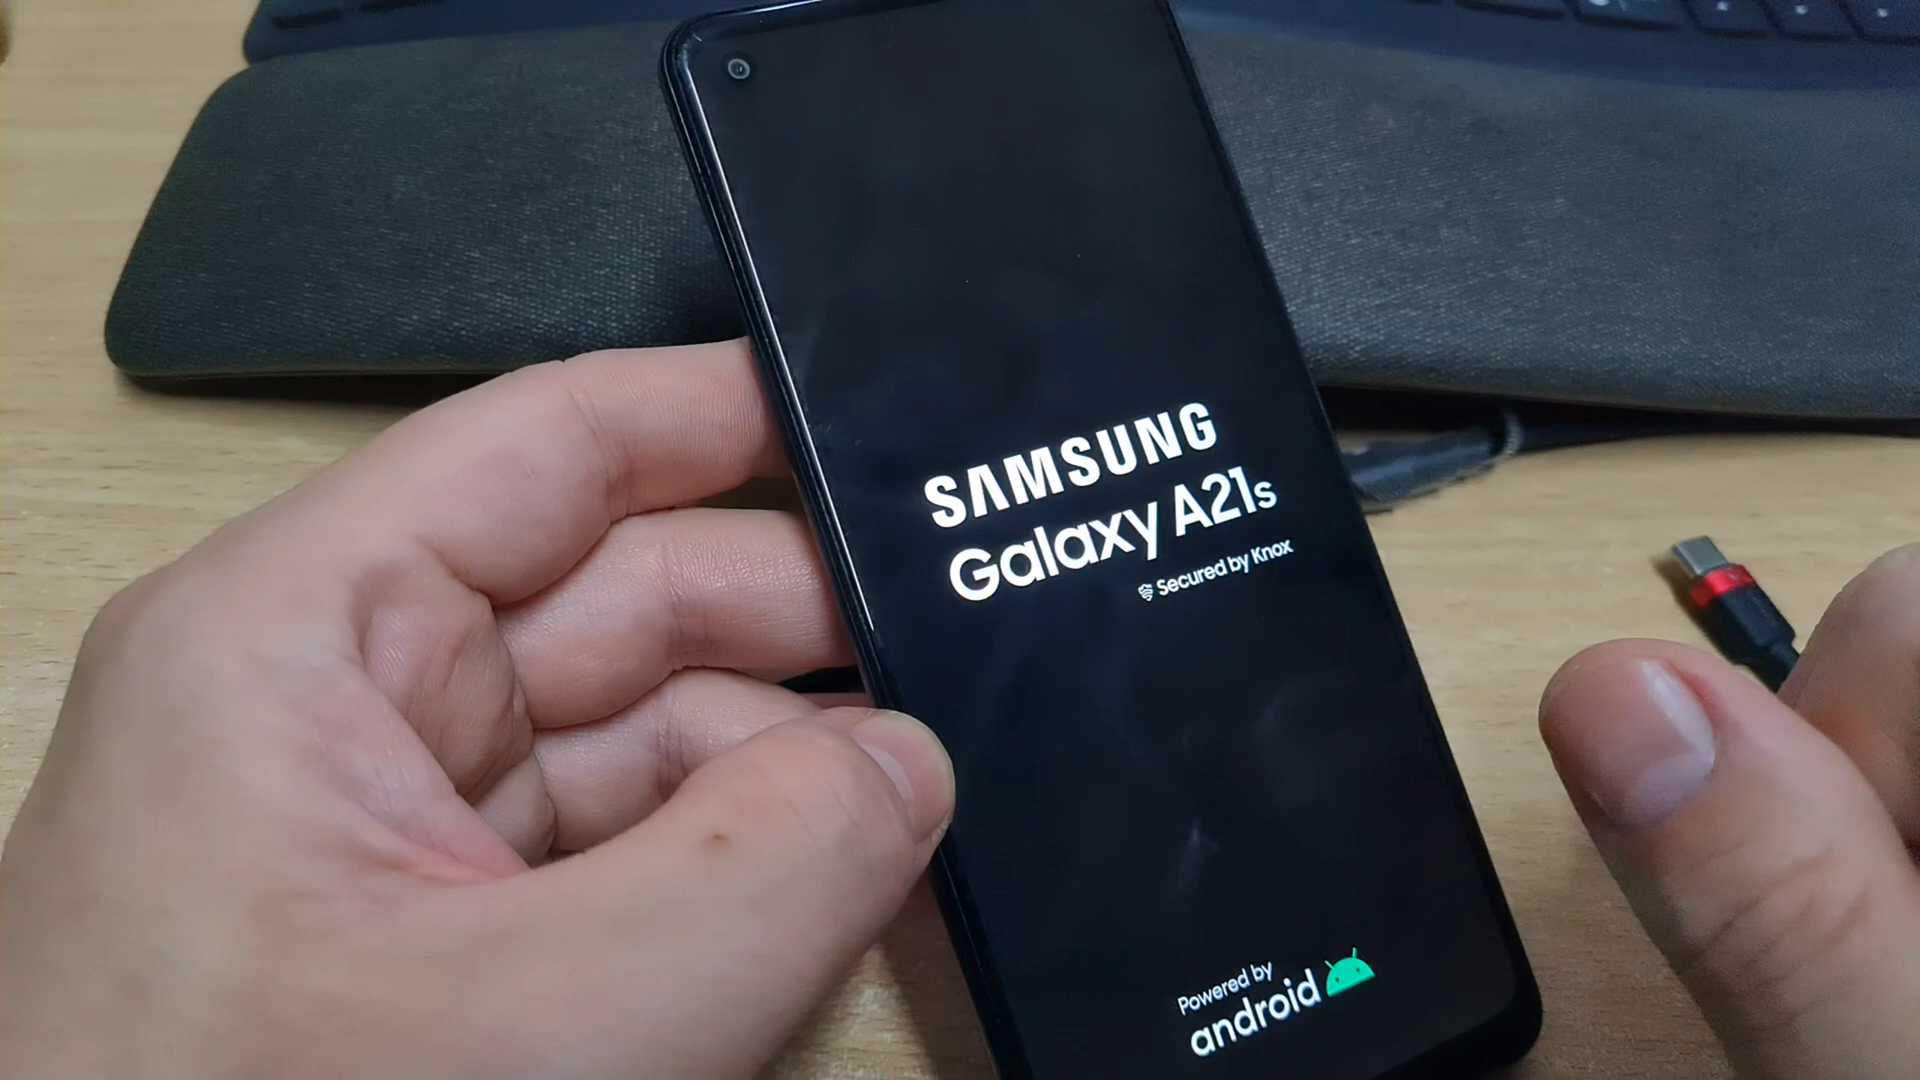 SAMSUNG
Galaxy A21s
Secured by Knox
Powered by
android